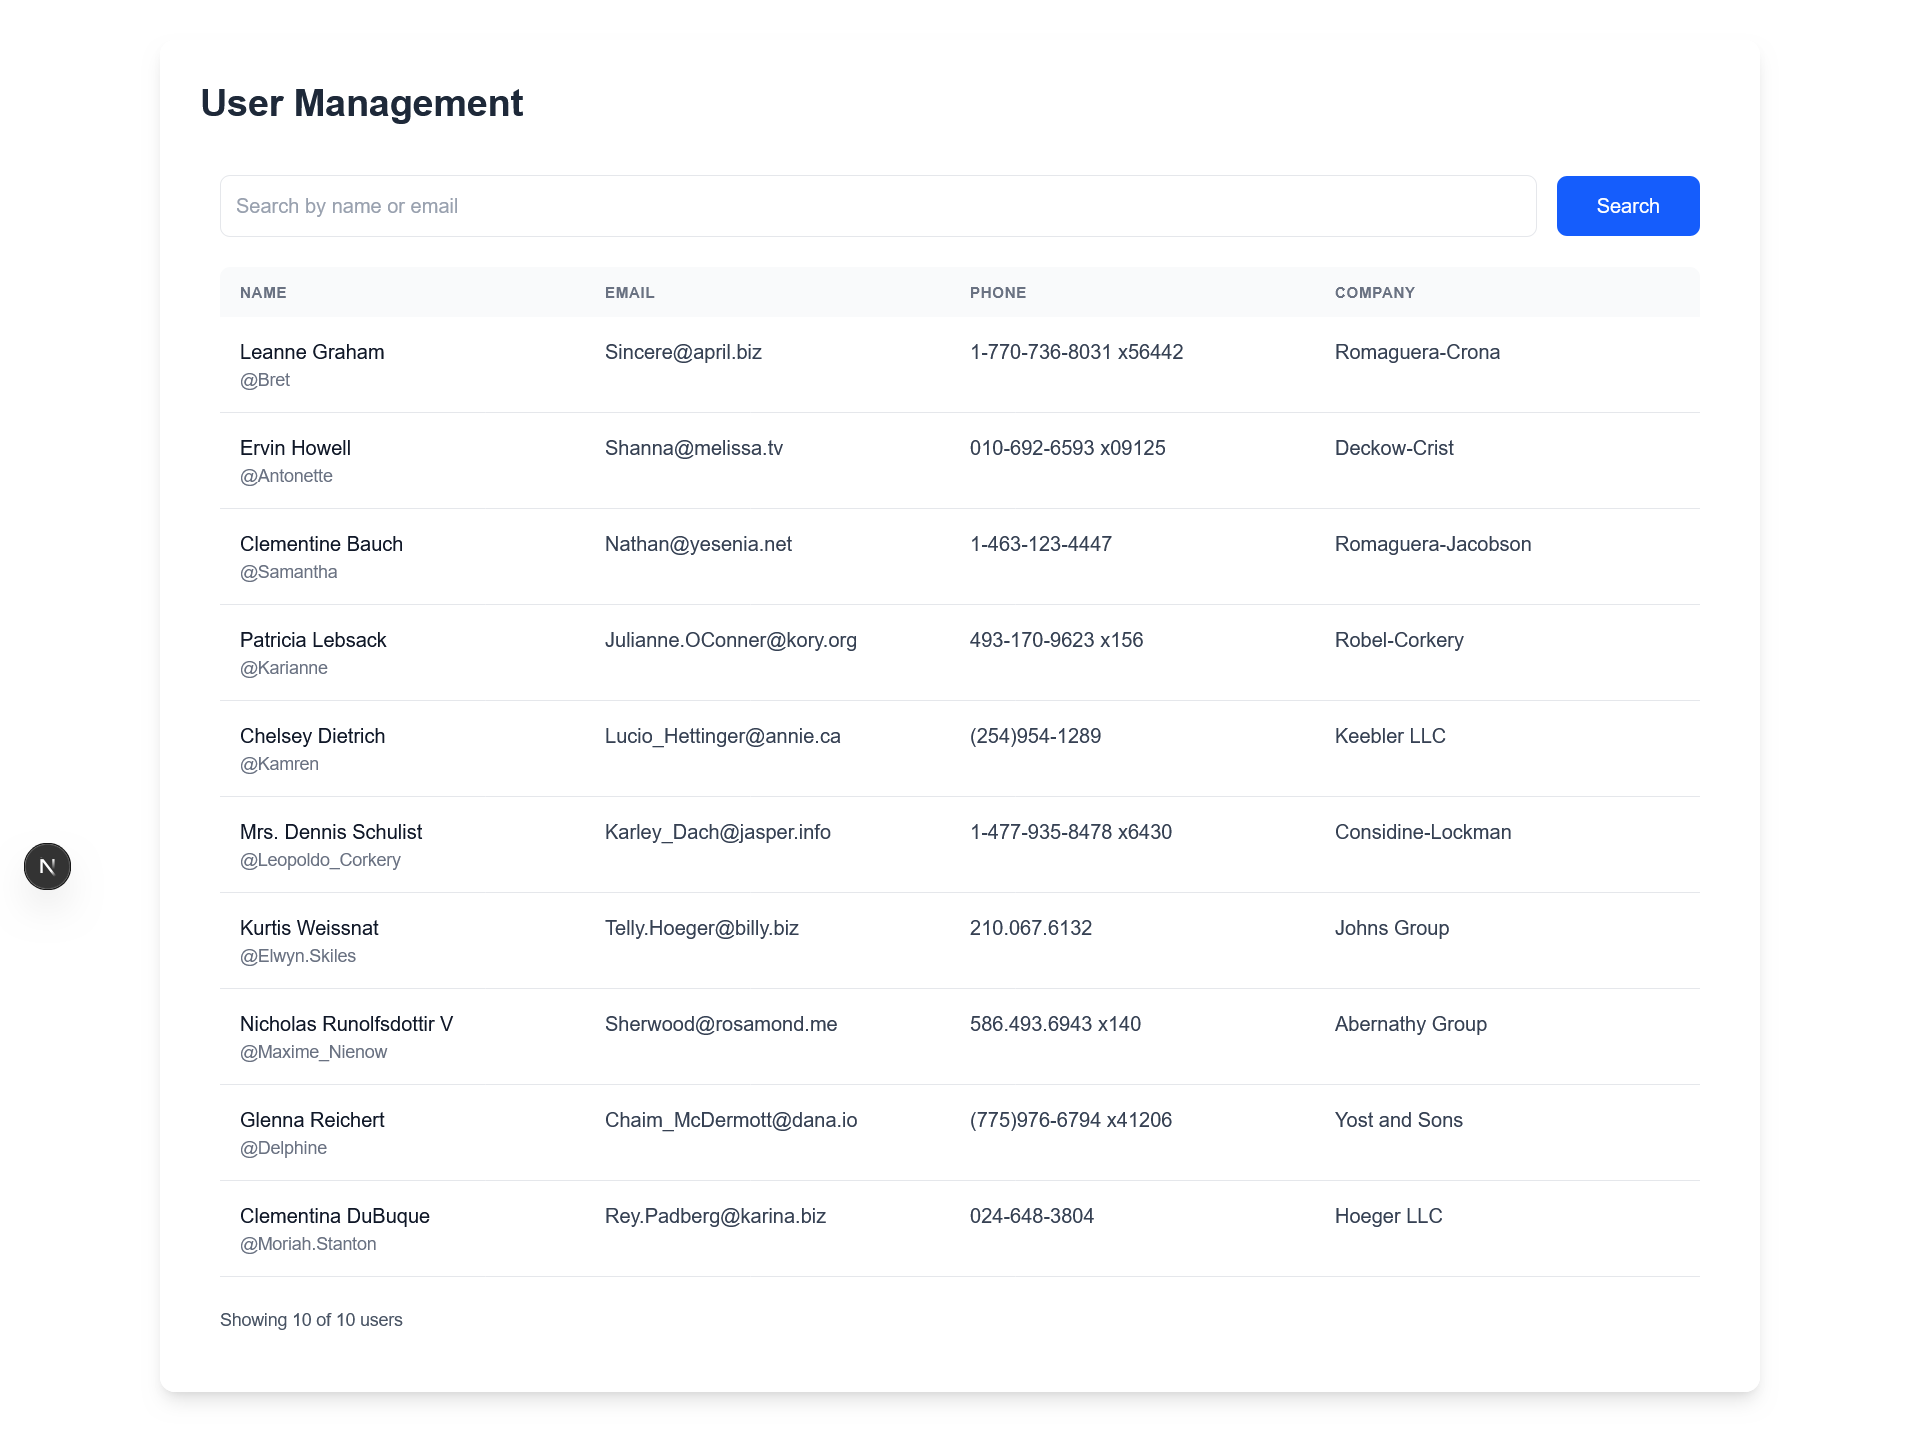 User Management
Search by name or email
Search
NAME EMAIL PHONE COMPANY
Leanne Graham Sincere@april.biz 1-770-736-8031 x56442 Romaguera-Crona
@Bret
Ervin Howell Shanna@melissa.tv 010-692-6593 x09125 Deckow-Crist
@Antonette
Clementine Bauch Nathan@yesenia.net 1-463-123-4447 Romaguera-Jacobson
@Samantha
Patricia Lebsack Julianne.OConner@kory.org 493-170-9623 x156 Robel-Corkery
@Karianne
Chelsey Dietrich Lucio_Hettinger@annie.ca (254)954-1289 Keebler LLC
@Kamren
Mrs. Dennis Schulist Karley_Dach@jasper.info 1-477-935-8478 x6430 Considine-Lockman
@Leopoldo_Corkery
N
Kurtis Weissnat Telly.Hoeger@billy.biz 210.067.6132 Johns Group
@Elwyn.Skiles
Nicholas Runolfsdottir V Sherwood@rosamond.me 586.493.6943 x140 Abernathy Group
@Maxime_Nienow
Glenna Reichert Chaim_McDermott@dana.io (775)976-6794 x41206 Yost and Sons
@Delphine
Clementina DuBuque Rey.Padberg@karina.biz 024-648-3804 Hoeger LLC
@Moriah.Stanton
Showing 10 of 10 users